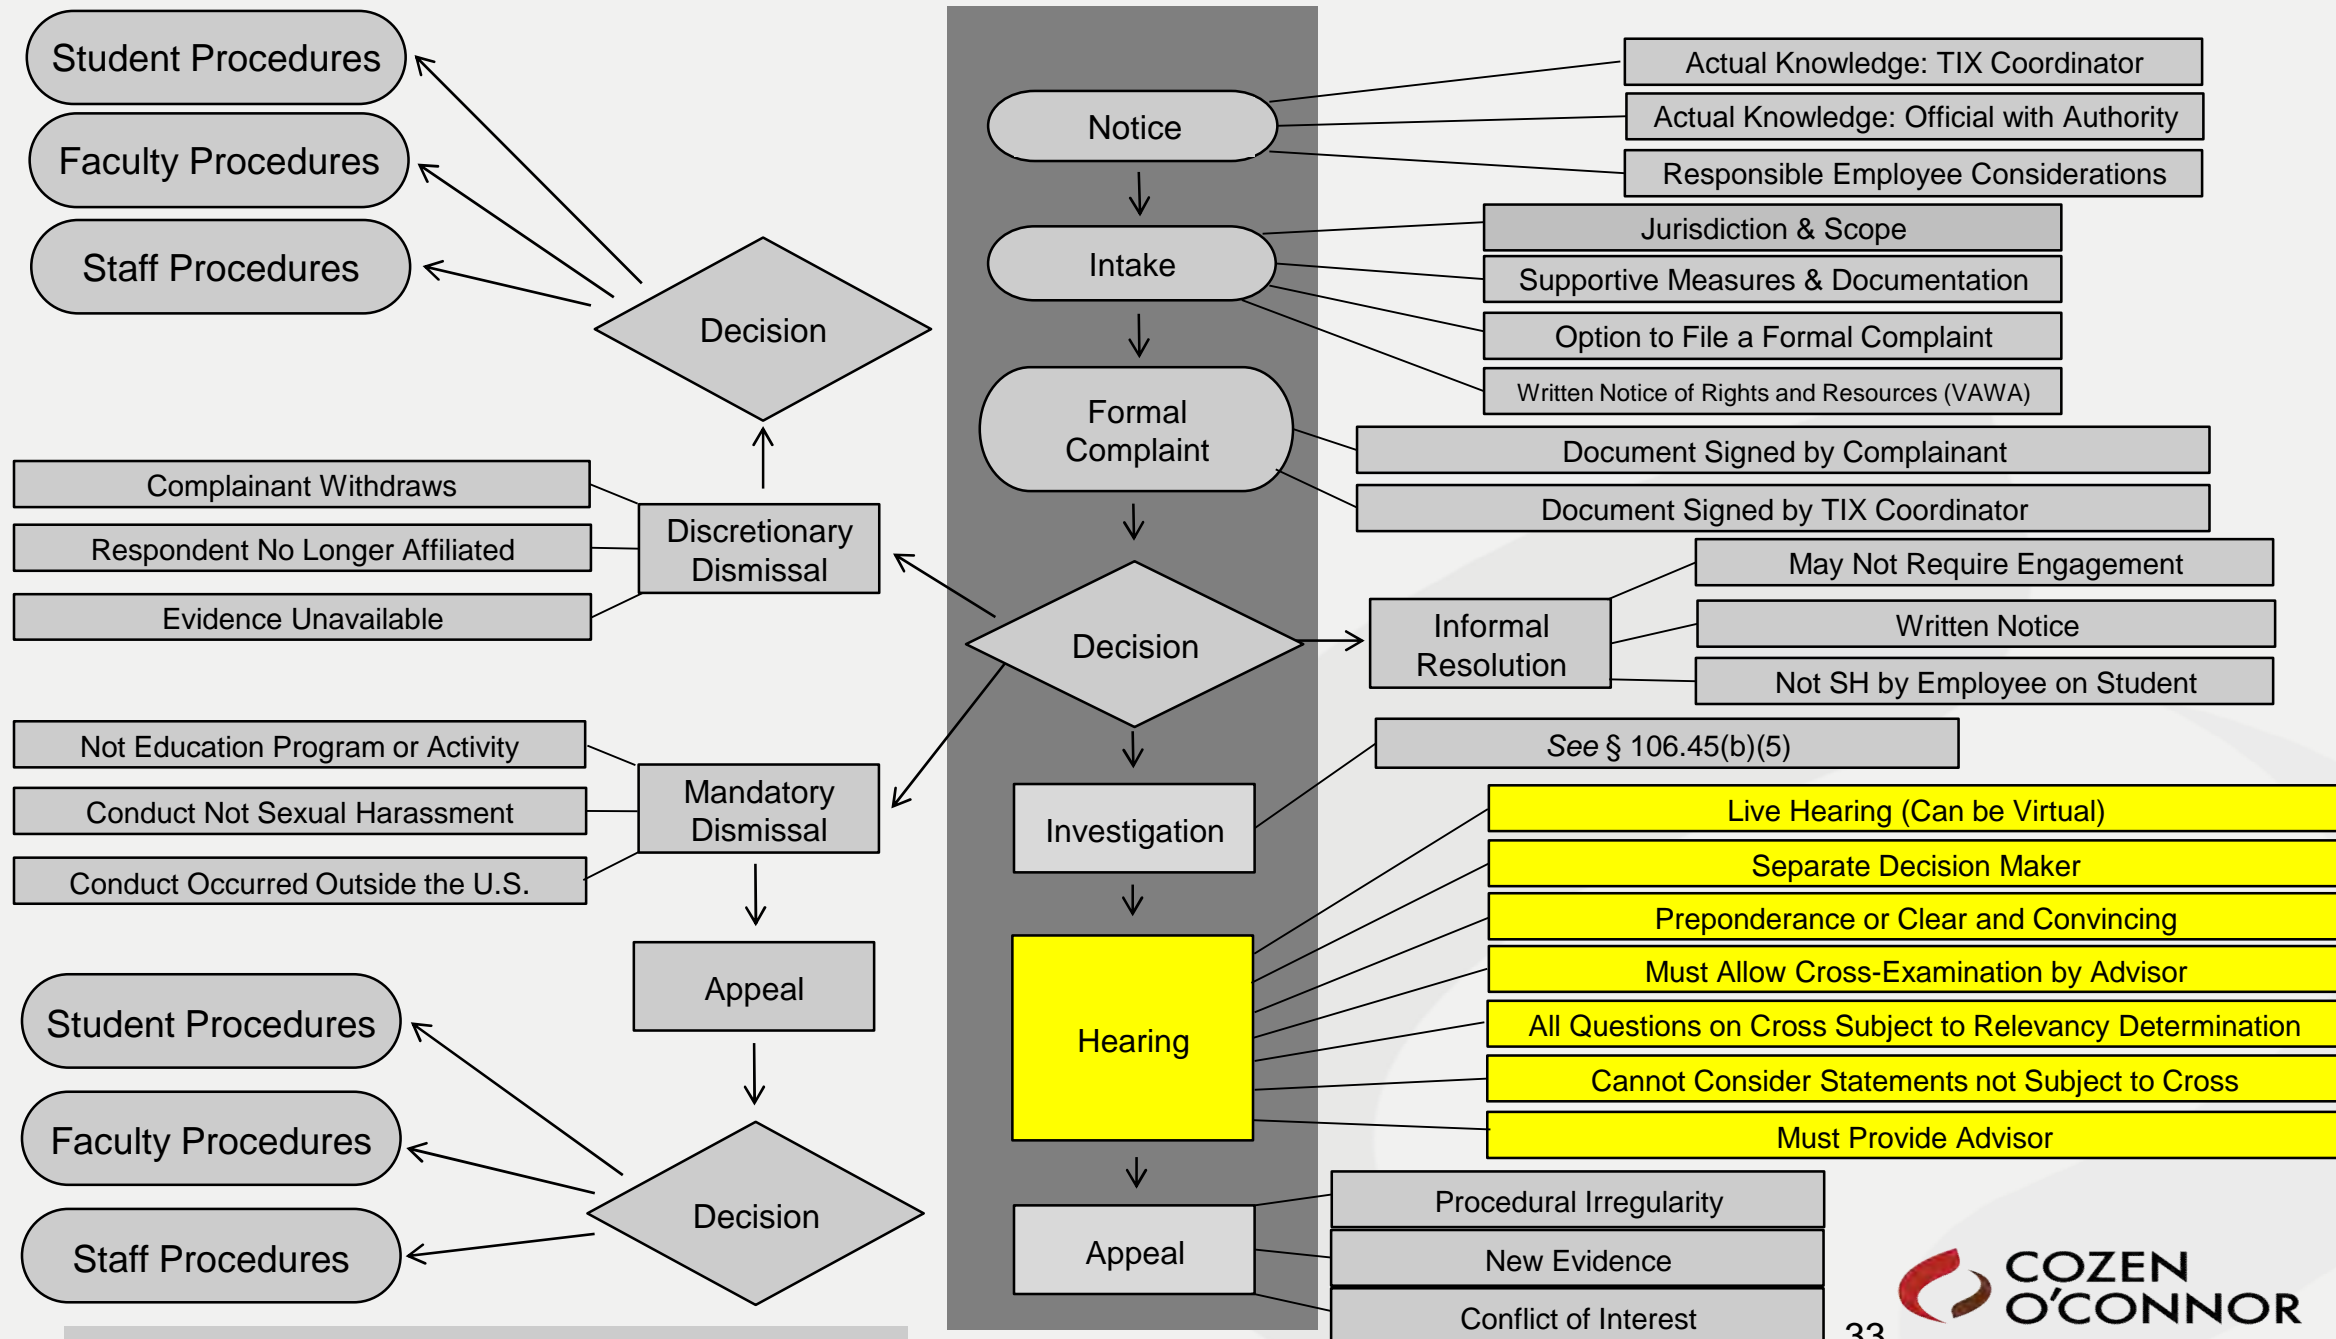 Student Procedures
Faculty Procedures
Staff Procedures
Decision
Complainant Withdraws
Respondent No Longer Affiliated
Evidence Unavailable
Discretionary
Dismissal
Not Education Program or Activity
Conduct Not Sexual Harassment
Conduct Occurred Outside the U.S.
Mandatory
Dismissal
Appeal
Student Procedures
Faculty Procedures
Staff Procedures
Decision
Notice
Actual Knowledge: TIX Coordinator
Actual Knowledge: Official with Authority
Responsible Employee Considerations
Intake
Jurisdiction & Scope
Supportive Measures & Documentation
Option to File a Formal Complaint
Written Notice of Rights and Resources (VAWA)
Formal
Complaint
Document Signed by Complainant
Document Signed by TIX Coordinator
Decision
Informal
Resolution
May Not Require Engagement
Written Notice
Not SH by Employee on Student
Investigation
See § 106.45(b)(5)
Hearing
Live Hearing (Can be Virtual)
Separate Decision Maker
Preponderance or Clear and Convincing
Must Allow Cross-Examination by Advisor
All Questions on Cross Subject to Relevancy Determination
Cannot Consider Statements not Subject to Cross
Must Provide Advisor
Appeal
Procedural Irregularity
New Evidence
Conflict of Interest
COZEN
O'CONNOR
33